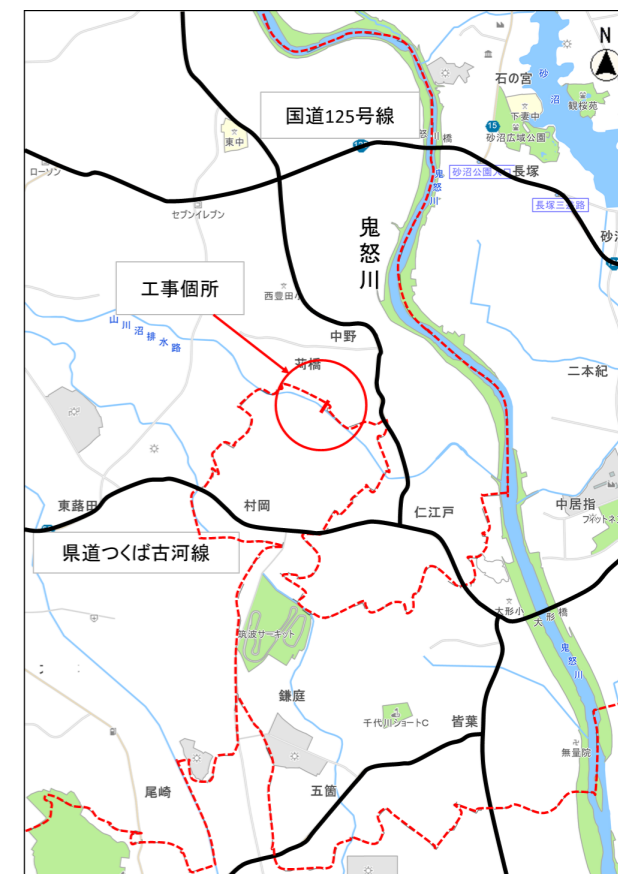 N
石の宮
砂
沼
観桜苑
下妻中
15
砂沼広域公園
国道125号線
東中
橋
ローソン
砂沼公園入口
長塚
鬼怒川
長塚三差路
セブンイレブン
鬼怒川
砂沼
工事個所
西豊田小
山川沼排水路
中野
苅橋
二本紀
東蕗田
村岡
仁江戸
中居指
フィットネ
県道つくば古河線
大形小
大形橋
筑波サーキット
鬼怒川
鎌庭
千代川ショートC
皆葉
無量院
尾崎
五箇